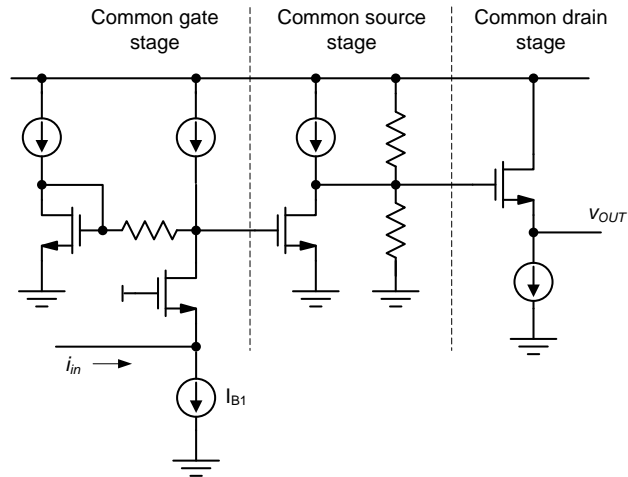 Common gate
stage
Common source
stage
Common drain
stage
vOUT
iin
IB1